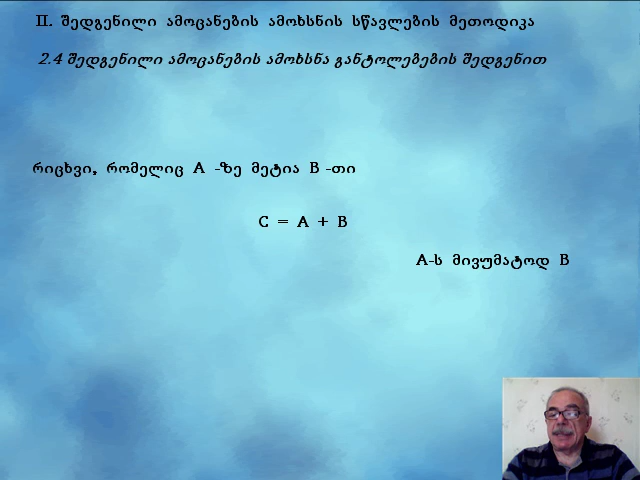 II. შედგენილი ამოცანების ამოხსნის სწავლების მეთოდიკა
2.4 შედგენილი ამოცანების ამოხსნა განტოლებების შედგენით
რიცხვი, რომელიც A -ზე მეტია B -თი
C = A + B
A-ს მივუმატოდ B